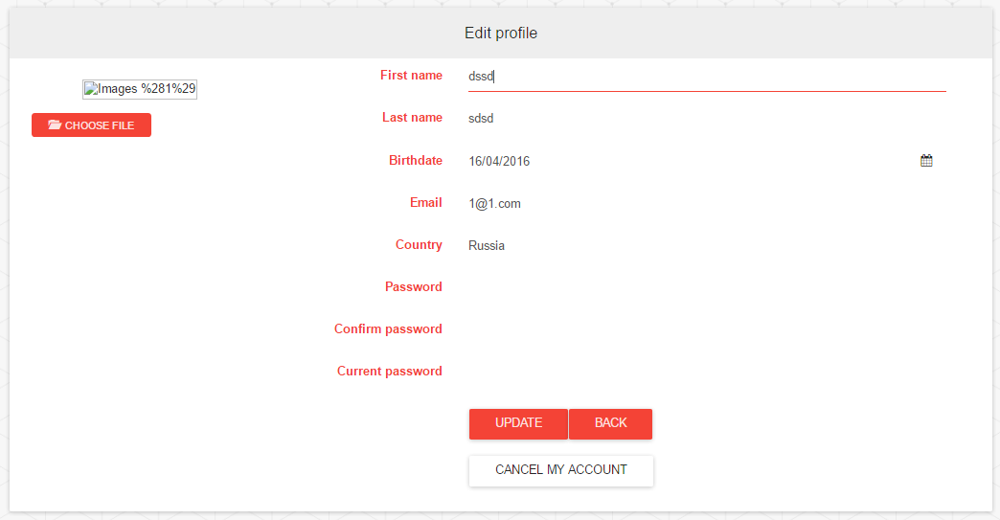 Edit profile
Images %281%29
CHOOSE FILE
First name dssd
Last name sdsd
Birthdate 16/04/2016
Email 1@1.com
Country Russia
Password
Confirm password
Current password
UPDATE BACK
CANCEL MY ACCOUNT